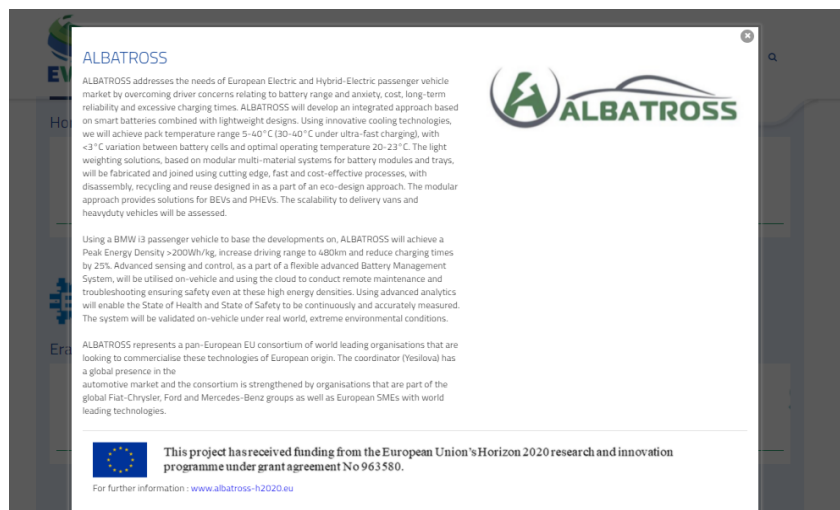 EV
Ho
Era
ALBATROSS
ALBATROSS addresses the needs of European Electric and Hybrid-Electric passenger vehicle
market by overcoming driver concerns relating to battery range and anxiety, cost, long-term
reliability and excessive charging times. ALBATROSS will develop an integrated approach based
on smart batteries combined with lightweight designs. Using innovative cooling technologies,
we will achieve pack temperature range 5-40°C (30-40°C under ultra-fast charging), with
<3°C variation between battery cells and optimal operating temperature 20-23°C. The light
weighting solutions, based on modular multi-material systems for battery modules and trays,
will be fabricated and joined using cutting edge, fast and cost-effective processes, with
disassembly, recycling and reuse designed in as a part of an eco-design approach. The modular
approach provides solutions for BEVs and PHEVs. The scalability to delivery vans and
heavyduty vehicles will be assessed.
Using a BMW i3 passenger vehicle to base the developments on, ALBATROSS will achieve a
Peak Energy Density >200Wh/kg, increase driving range to 480km and reduce charging times
by 25%. Advanced sensing and control, as a part of a flexible advanced Battery Management
System, will be utilised on-vehicle and using the cloud to conduct remote maintenance and
troubleshooting ensuring safety even at these high energy densities. Using advanced analytics
will enable the State of Health and State of Safety to be continuously and accurately measured.
The system will be validated on-vehicle under real world, extreme environmental conditions.
ALBATROSS represents a pan-European EU consortium of world leading organisations that are
looking to commercialise these technologies of European origin. The coordinator (Yesilova) has
a global presence in the
automotive market and the consortium is strengthened by organisations that are part of the
global Fiat-Chrysler, Ford and Mercedes-Benz groups as well as European SMEs with world
leading technologies.
ALBATROSS
This project has received funding from the European Union's Horizon 2020 research and innovation
programme under grant agreement No 963580.
For further information : www.albatross-h2020.eu